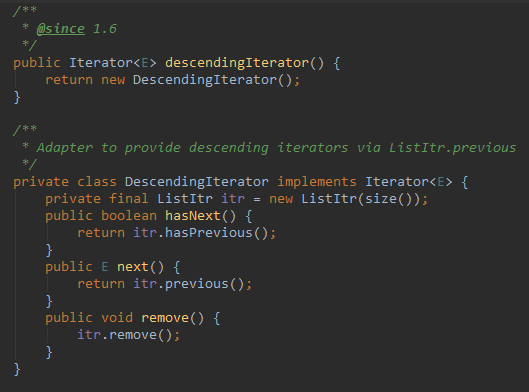 /**
 * @since 1.6
 */
public Iterator<E> descendingIterator() {
    return new DescendingIterator();
}

/**
 * Adapter to provide descending iterators via ListItr.previous
 */
private class DescendingIterator implements Iterator<E> {
    private final ListItr itr = new ListItr(size());
    public boolean hasNext() {
        return itr.hasPrevious();
    }
    public E next() {
        return itr.previous();
    }
    public void remove() {
        itr.remove();
    }
}